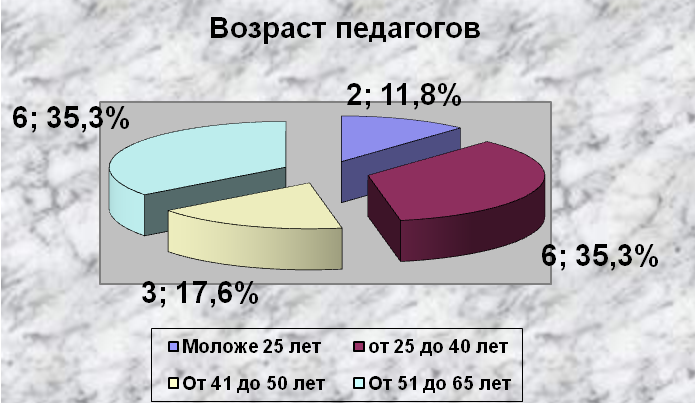 Возраст педагогов
2; 11,8%
6; 35,3%
6; 35,3%
3; 17,6%
Моложе 25 лет
от 25 до 40 лет
От 41 до 50 лет
От 51 до 65 лет